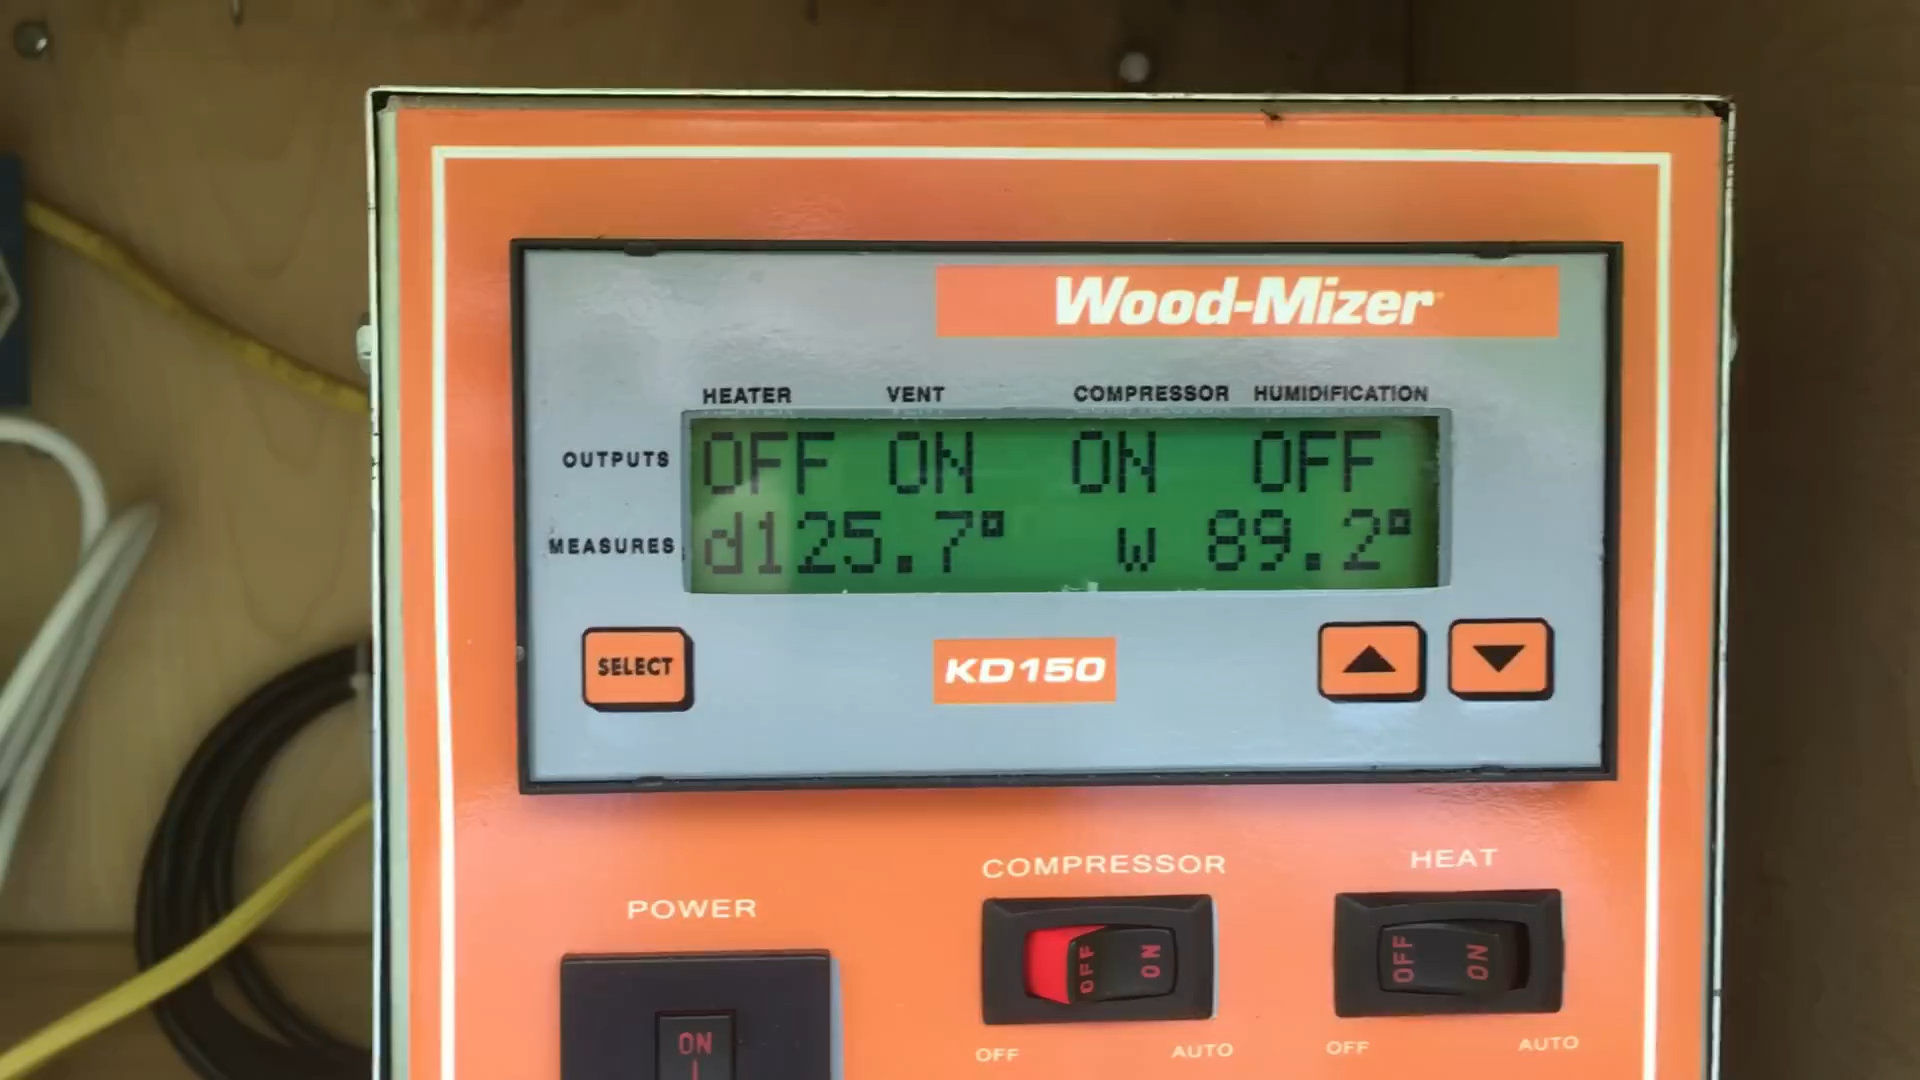 Wood-Mizer
HEATER VENT COMPRESSOR HUMIDIFICATION
OUTPUTS OFF ON ON OFF
MEASURES d125.7° w 89.2°
SELECT
KD150
POWER
ON
COMPRESSOR
OFF ON
OFF AUTO
HEAT
OFF ON
OFF AUTO